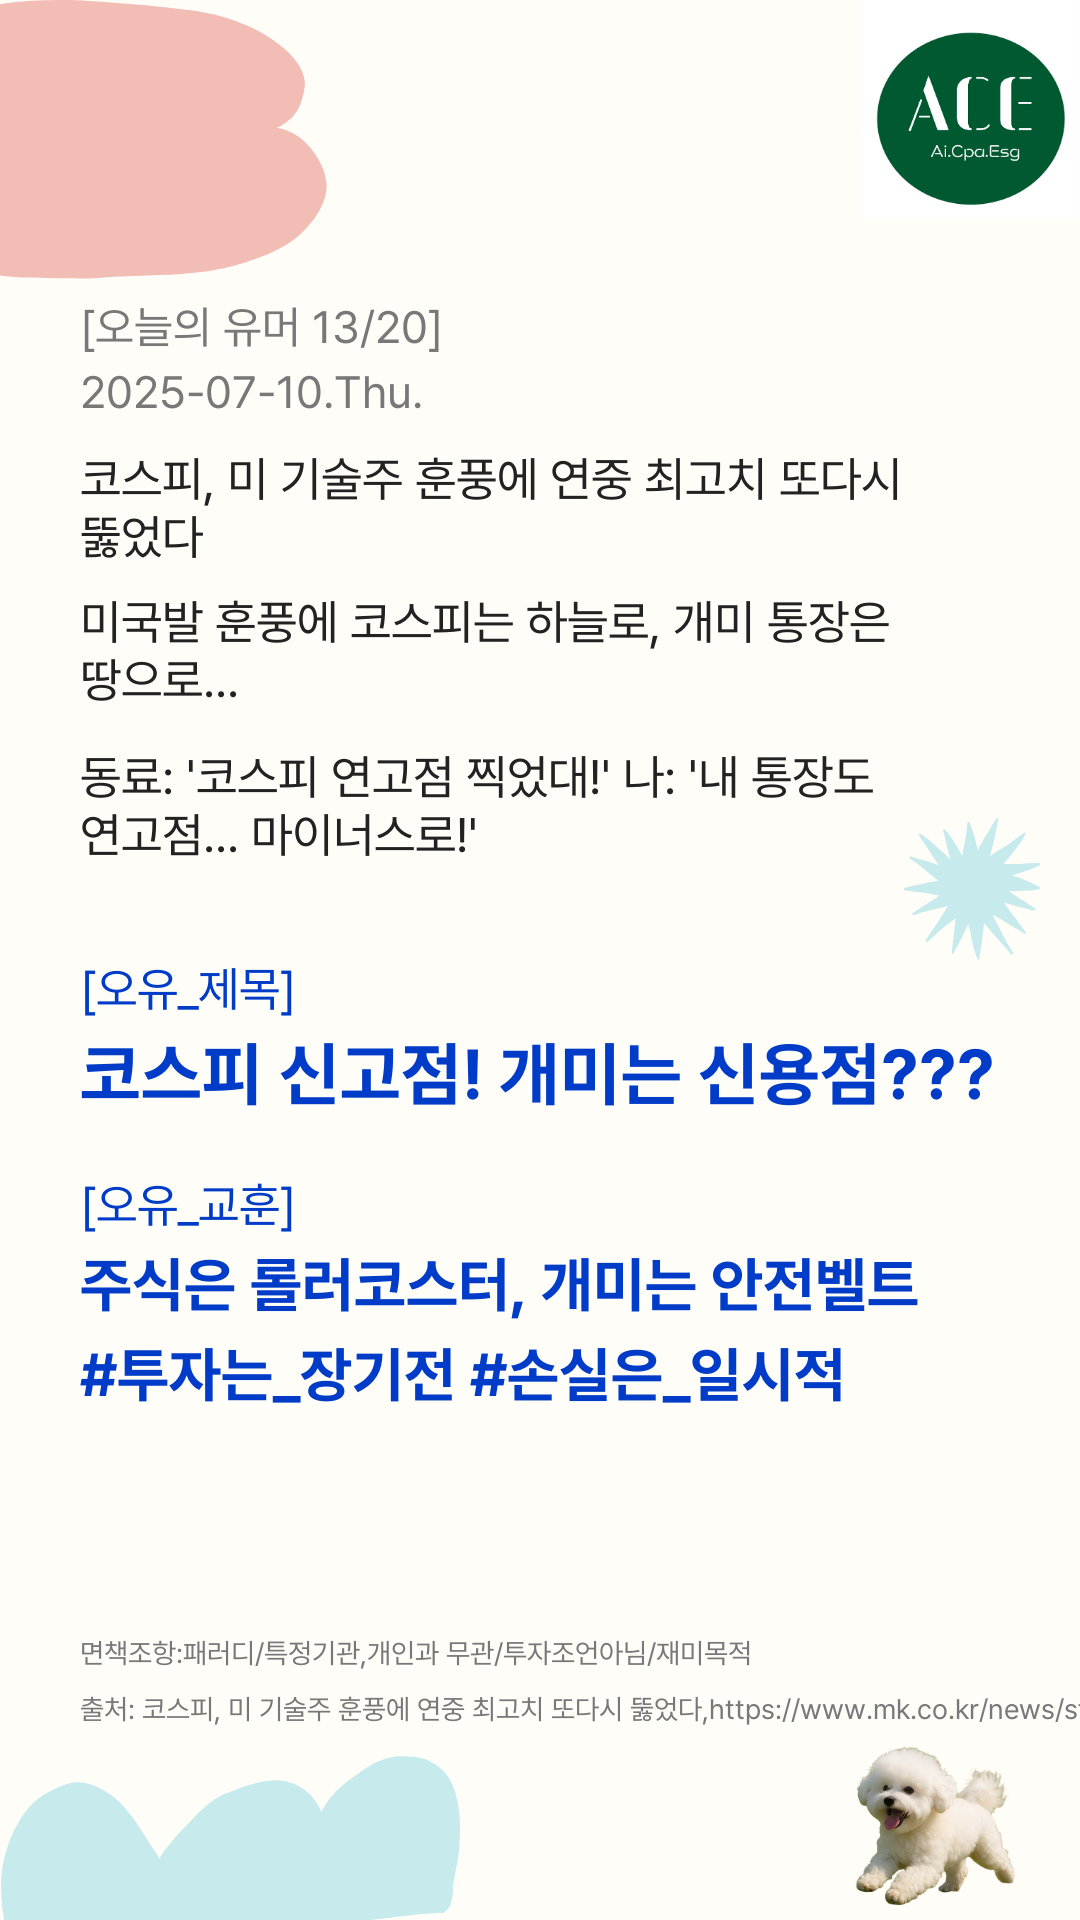 ACE
Ai.Cpa.Esg
[오늘의 유머 13/20]
2025-07-10.Thu.
코스피, 미 기술주 훈풍에 연중 최고치 또다시
뚫었다
미국발 훈풍에 코스피는 하늘로, 개미 통장은
땅으로...
동료: '코스피 연고점 찍었대!' 나: '내 통장도
연고점... 마이너스로!'
[오유_제목]
코스피 신고점! 개미는 신용점???
[오유_교훈]
주식은 롤러코스터, 개미는 안전벨트
#투자는_장기전 #손실은_일시적
면책조항:패러디/특정기관,개인과 무관/투자조언아님/재미목적
출처: 코스피, 미 기술주 훈풍에 연중 최고치 또다시 뚫었다,https://www.mk.co.kr/news/s